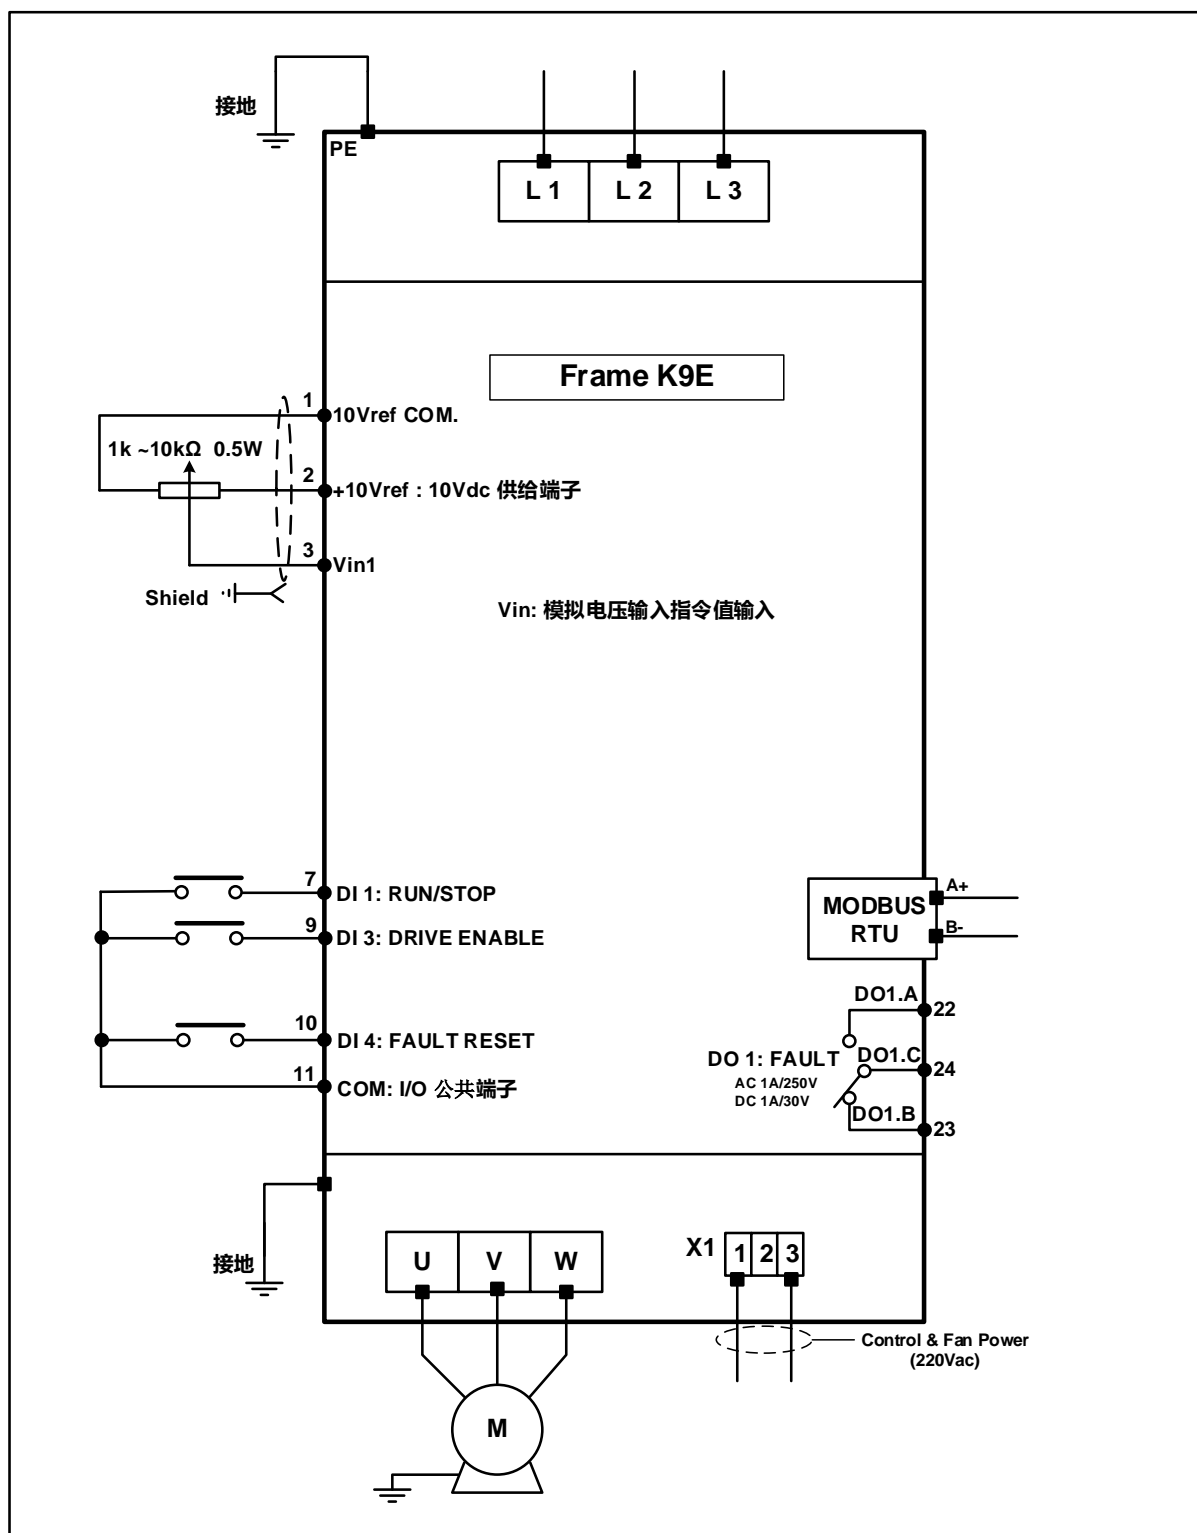 接地
PE
L 1
L 2
L 3
Frame K9E
1
10Vref COM.
1k ~10kΩ 0.5W
2
+10Vref : 10Vdc 供给端子
3
Vin1
Shield
Vin: 模拟电压输入指令值输入
7
DI 1: RUN/STOP
9
DI 3: DRIVE ENABLE
MODBUS
RTU
A+
B-
DO1.A
22
10
DI 4: FAULT RESET
DO 1: FAULT
DO1.C
24
AC 1A/250V
DC 1A/30V
11
COM: I/O 公共端子
DO1.B
23
接地
U
V
W
X1
1
2
3
Control & Fan Power
(220Vac)
M